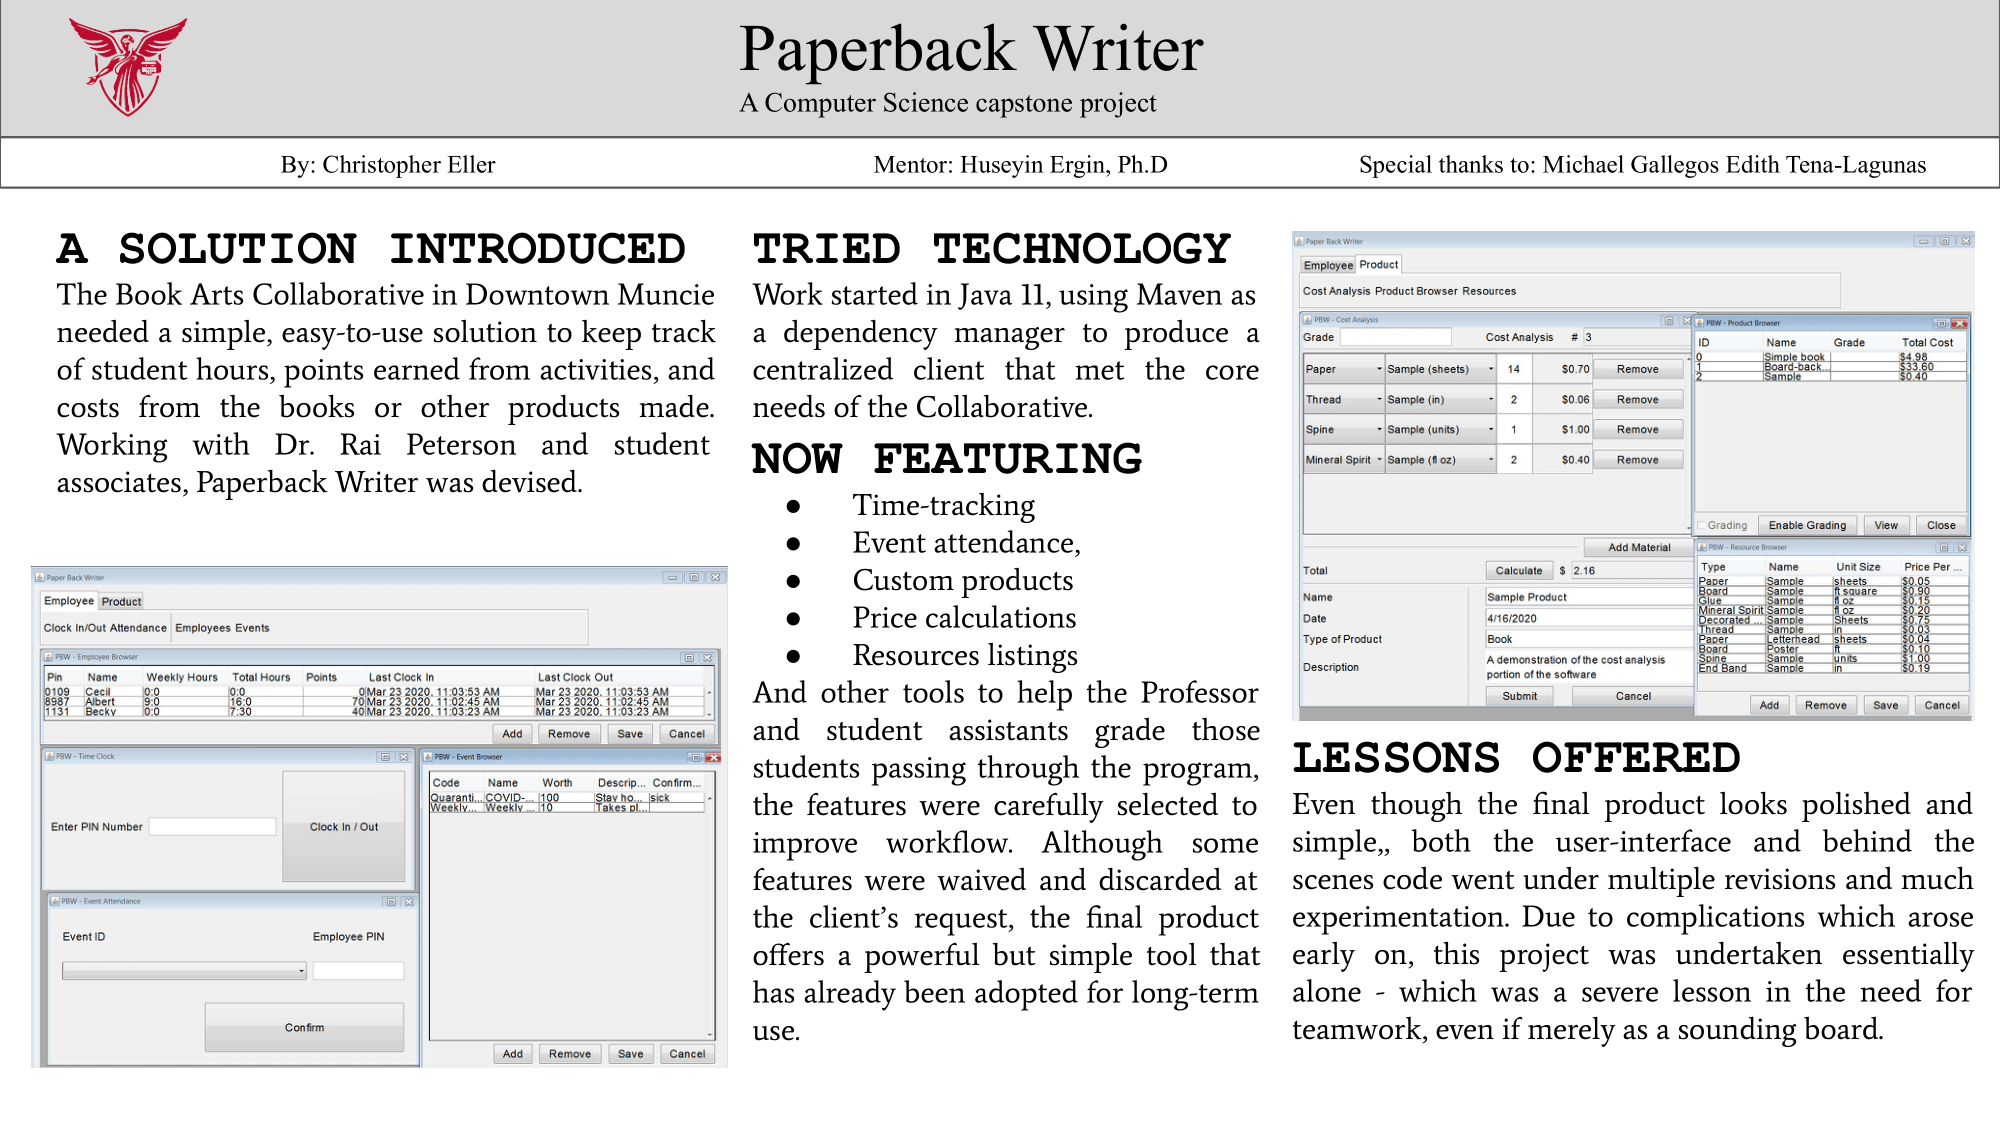 Paperback Writer
A Computer Science capstone project
By: Christopher Eller
Mentor: Huseyin Ergin, Ph.D
Special thanks to: Michael Gallegos Edith Tena-Lagunas
A SOLUTION INTRODUCED
The Book Arts Collaborative in Downtown Muncie
needed a simple, easy-to-use solution to keep track
of student hours, points earned from activities, and
costs from the books or other products made.
Working with Dr. Rai Peterson and student
associates, Paperback Writer was devised.
Paper Back Writer
Employee Product
Clock In/Out Attendance Employees Events
PBW - Employee Browser
Pin Name Weekly Hours Total Hours Points Last Clock In Last Clock Out
0109 Cecil 0:0 0:0 0 Mar 23 2020, 11:03:53 AM Mar 23 2020, 11:03:53 AM
8987 Albert 9:0 16:0 70 Mar 23 2020, 11:02:45 AM Mar 23 2020, 11:02:45 AM
1131 Becky 0:0 7:30 40 Mar 23 2020, 11:03:23 AM Mar 23 2020, 11:03:23 AM
Add Remove Save Cancel
PBW - Time Clock
Enter PIN Number
Clock In / Out
PBW - Event Attendance
Event ID Employee PIN
Confirm
PBW - Event Browser
Code Name Worth Descrip... Confirm...
Quaranti... COVID-... 100 Stay ho... sick
Weekly... Weekly ... 10 Takes pl...
Add Remove Save Cancel
TRIED TECHNOLOGY
Work started in Java 11, using Maven as
a dependency manager to produce a
centralized client that met the core
needs of the Collaborative.
NOW FEATURING
● Time-tracking
● Event attendance,
● Custom products
● Price calculations
● Resources listings
And other tools to help the Professor
and student assistants grade those
students passing through the program,
the features were carefully selected to
improve workflow. Although some
features were waived and discarded at
the client’s request, the final product
offers a powerful but simple tool that
has already been adopted for long-term
use.
Paper Back Writer
Employee Product
Cost Analysis Product Browser Resources
PBW - Cost Analysis
Grade Cost Analysis # 3
Paper Sample (sheets) 14 $0.70 Remove
Thread Sample (in) 2 $0.06 Remove
Spine Sample (units) 1 $1.00 Remove
Mineral Spirit Sample (fl oz) 2 $0.40 Remove
Add Material
Total Calculate $ 2.16
Name Sample Product
Date 4/16/2020
Type of Product Book
Description A demonstration of the cost analysis
portion of the software
Submit Cancel
PBW - Product Browser
ID Name Grade Total Cost
0 Simple book $4.98
1 Board-back... $33.60
2 Sample $0.40
Grading Enable Grading View Close
PBW - Resource Browser
Type Name Unit Size Price Per ...
Paper Sample sheets $0.05
Board Sample ft square $0.90
Glue Sample fl oz $0.15
Mineral Spirit Sample fl oz $0.20
Decorated ... Sample Sheets $0.75
Thread Sample in $0.03
Paper Letterhead sheets $0.04
Board Poster ft $0.10
Spine Sample units $1.00
End Band Sample in $0.19
Add Remove Save Cancel
LESSONS OFFERED
Even though the final product looks polished and
simple,, both the user-interface and behind the
scenes code went under multiple revisions and much
experimentation. Due to complications which arose
early on, this project was undertaken essentially
alone - which was a severe lesson in the need for
teamwork, even if merely as a sounding board.